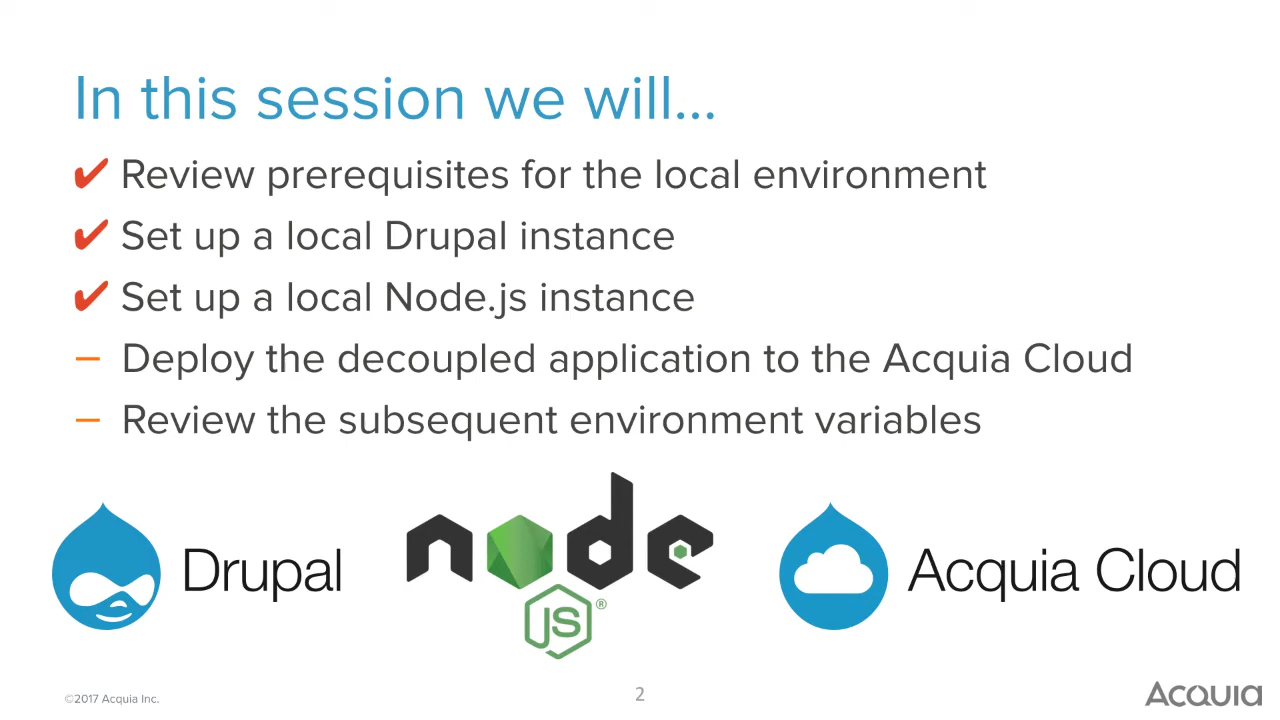 In this session we will...
✔ Review prerequisites for the local environment
✔ Set up a local Drupal instance
✔ Set up a local Node.js instance
– Deploy the decoupled application to the Acquia Cloud
– Review the subsequent environment variables
Drupal
node
JS®
Acquia Cloud
©2017 Acquia Inc.
2
Acquia